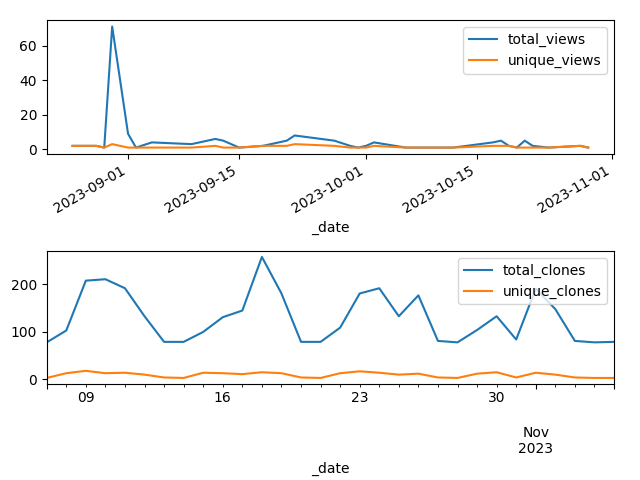 60
40
20
0
total_views
unique_views
2023-09-01
2023-09-15
2023-10-01
2023-10-15
2023-11-01
_date
200
100
0
total_clones
unique_clones
09
16
23
30
Nov
2023
_date